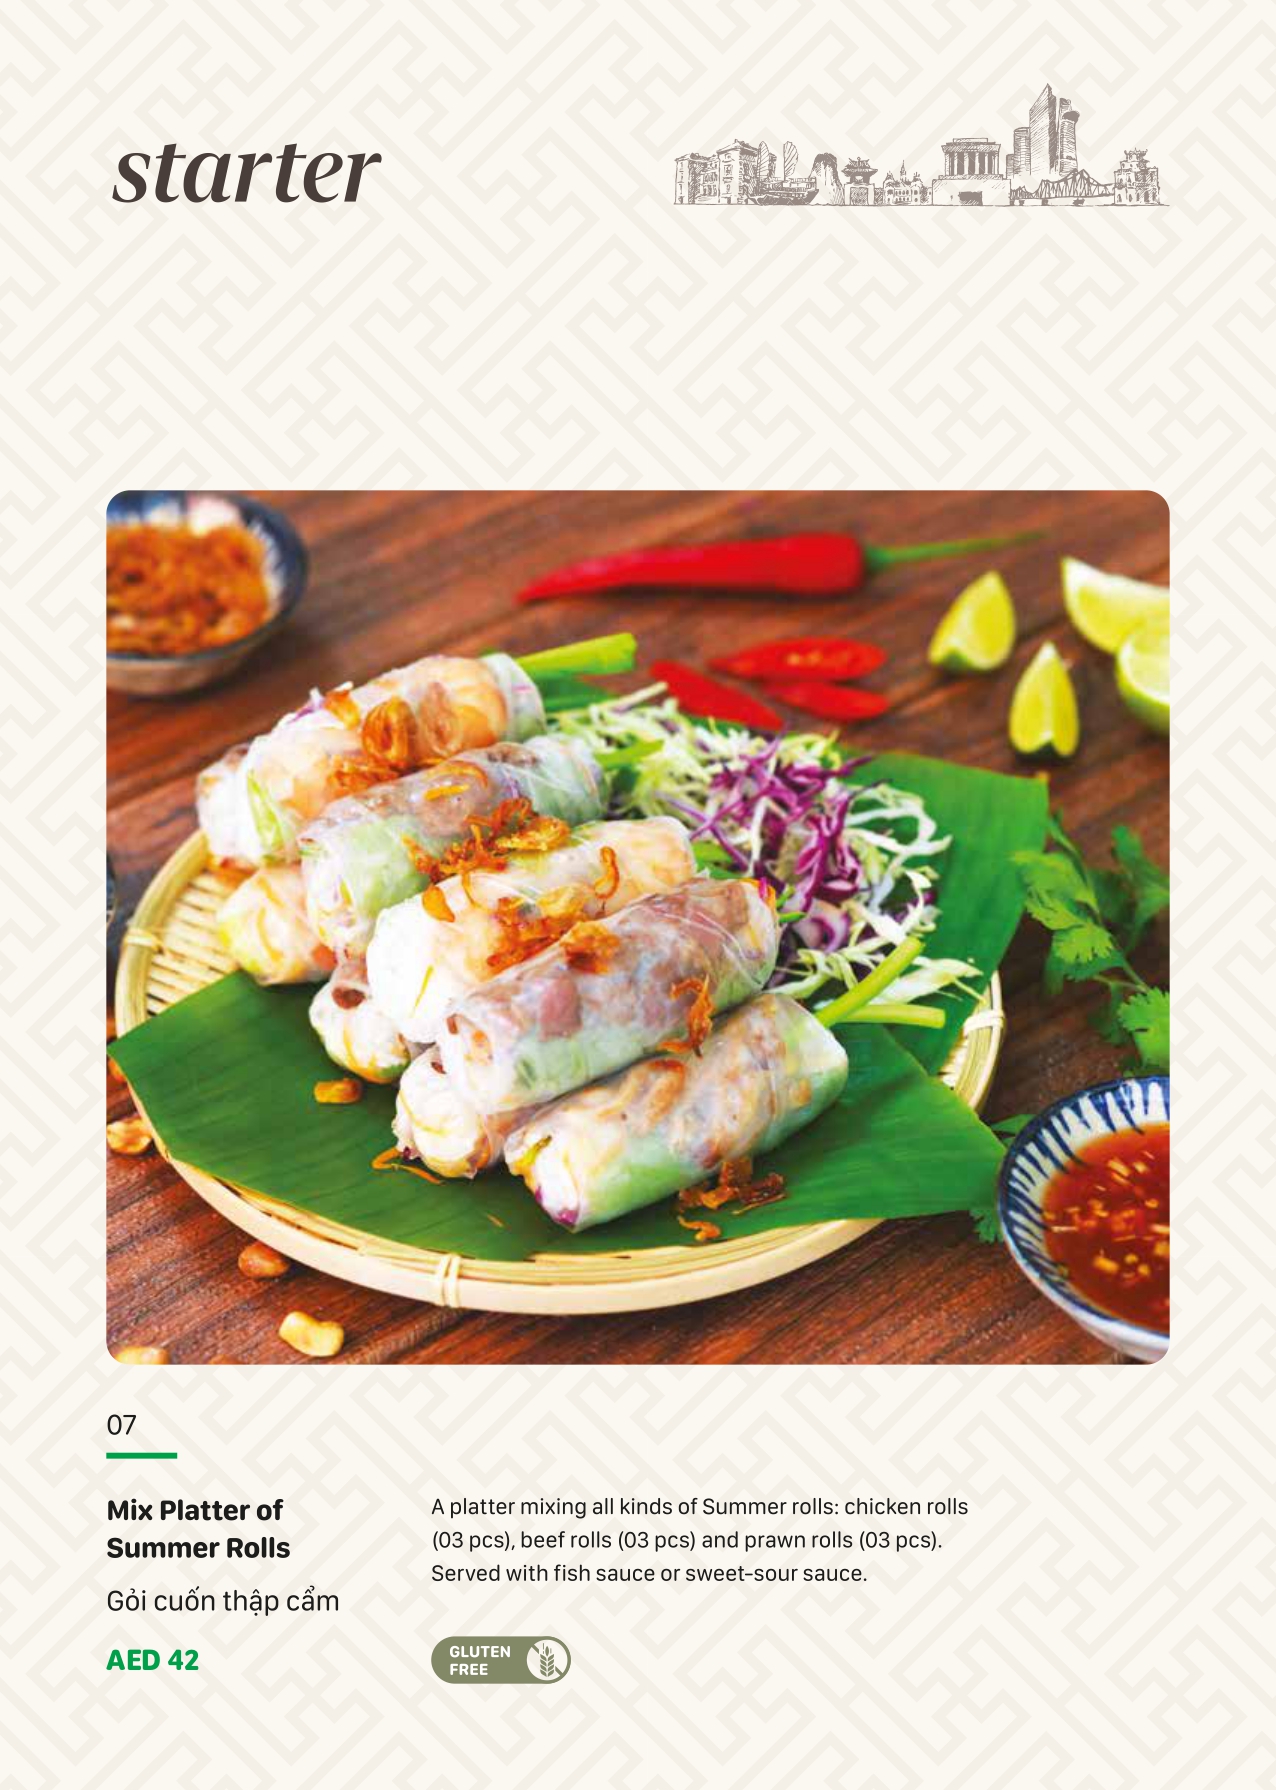 starter
07
Mix Platter of
Summer Rolls
Gỏi cuốn thập cẩm
AED 42
A platter mixing all kinds of Summer rolls: chicken rolls
(03 pcs), beef rolls (03 pcs) and prawn rolls (03 pcs).
Served with fish sauce or sweet-sour sauce.
GLUTEN
FREE